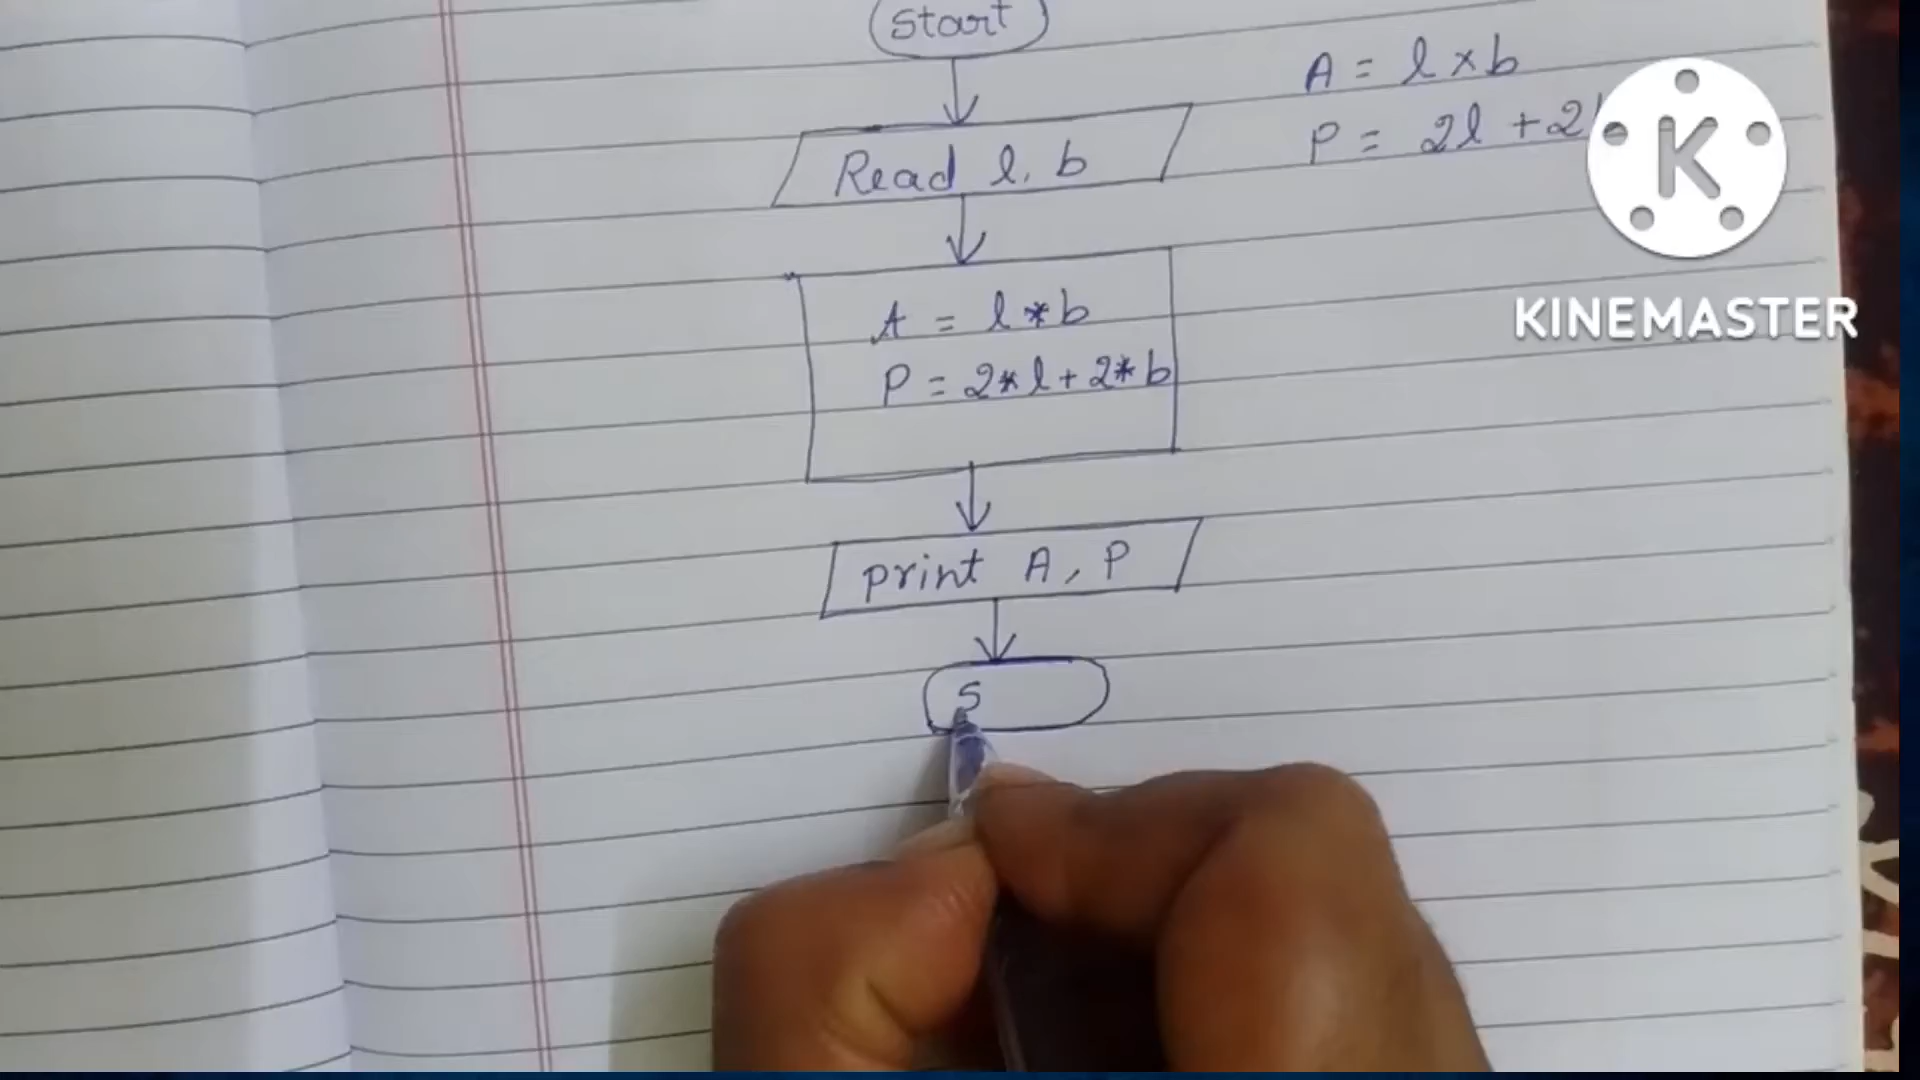 Start
A = l × b
P = 2l + 2
Read l, b
A = l * b
P = 2*l + 2* b
print A, P
S
K
KINEMASTER